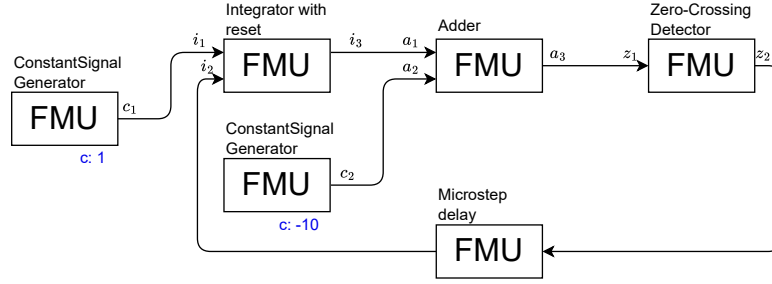 Integrator with
reset
FMU
Adder
FMU
Zero-Crossing
Detector
FMU
i1
i2
i3
a1
a2
a3
z1
z2
ConstantSignal
Generator
FMU
c1
c: 1
ConstantSignal
Generator
FMU
c2
c: -10
Microstep
delay
FMU